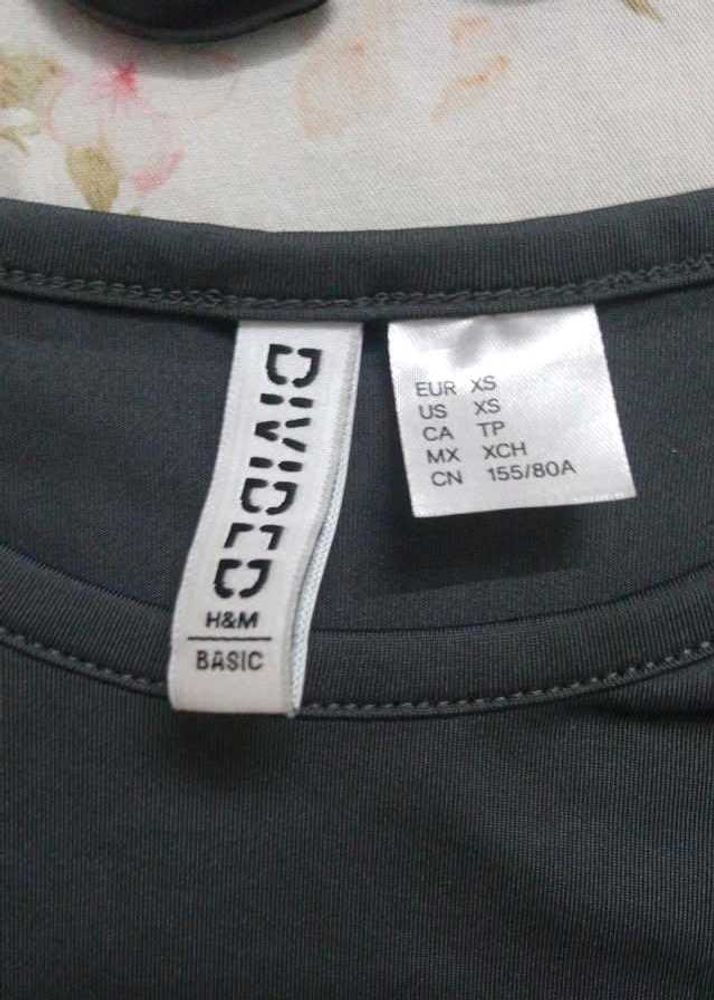 DIVIDED
H&M
BASIC
EUR XS
US XS
CA TP
MX XCH
CN 155/80A